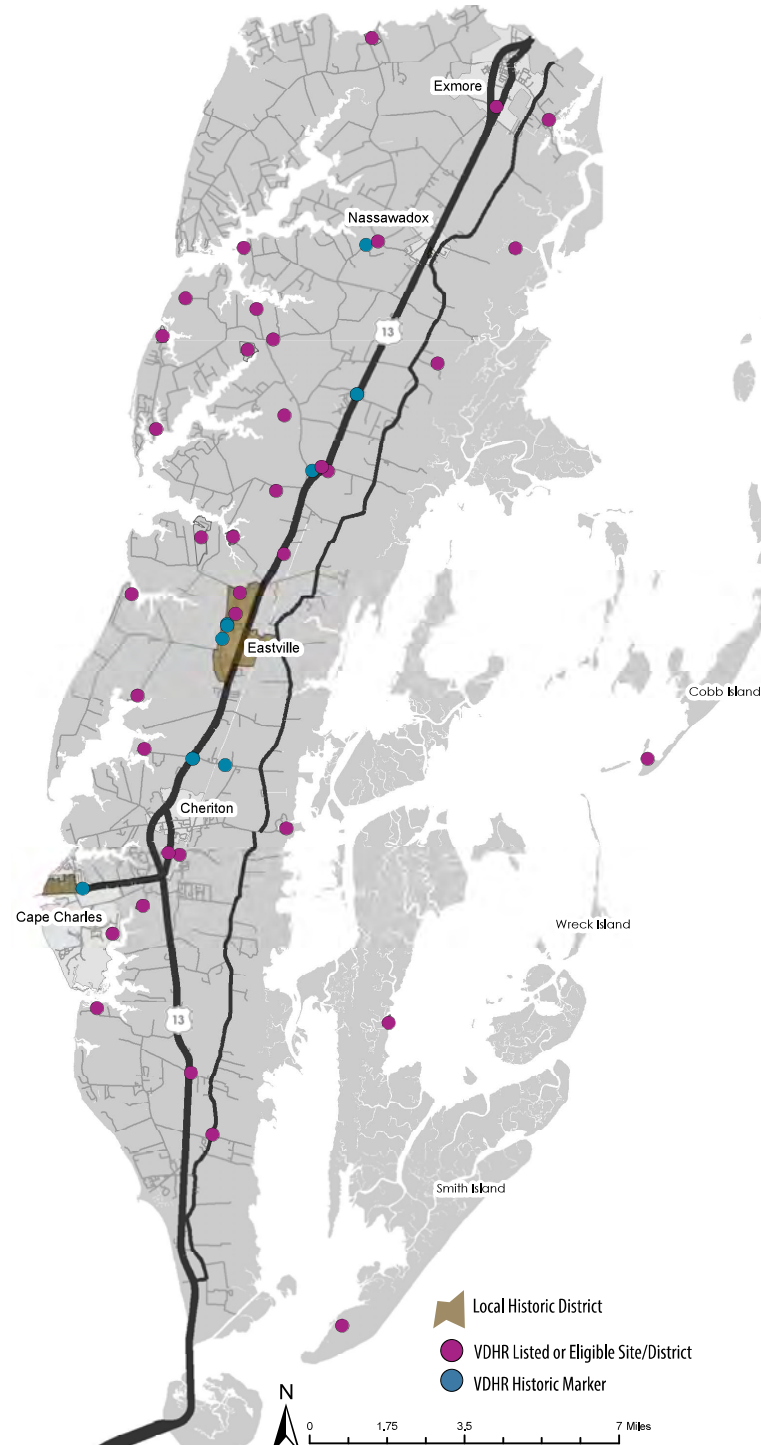 Exmore
Nassawadox
13
Eastville
Cobb Island
Cheriton
Cape Charles
Wreck Island
13
Smith Island
Local Historic District
VDHR Listed or Eligible Site/District
VDHR Historic Marker
N
0 1.75 3.5 7 Miles